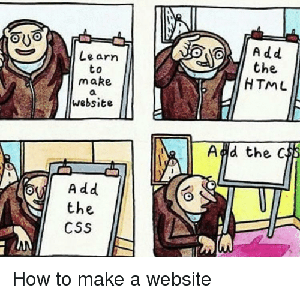 Learn
to
make
a
website
Add
the
HTML
Add
the
CSS
Add the CSS
How to make a website